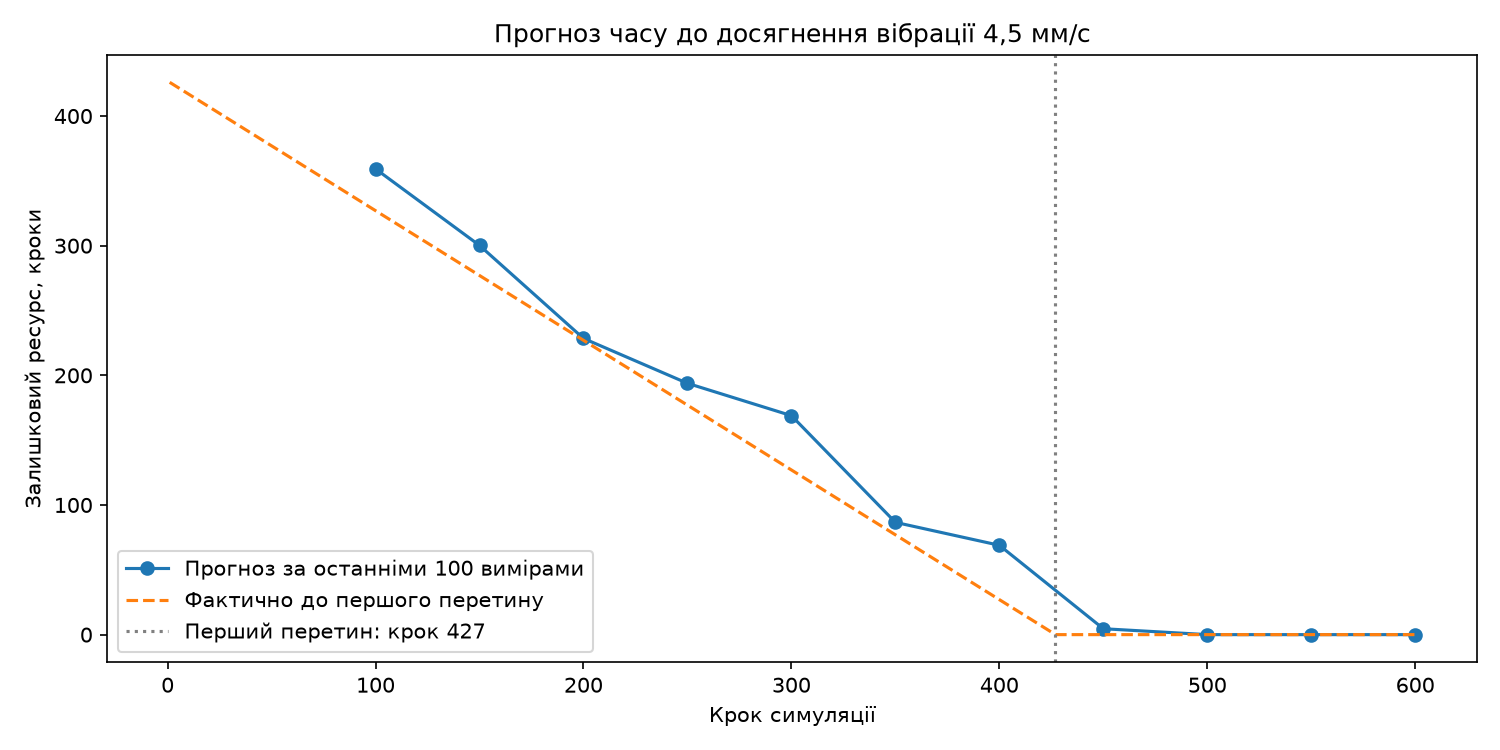 Прогноз часу до досягнення вібрації 4,5 мм/с
Залишковий ресурс, кроки
400
300
200
100
0
Прогноз за останніми 100 вимірами
Фактично до першого перетину
Перший перетин: крок 427
0 100 200 300 400 500 600
Крок симуляції